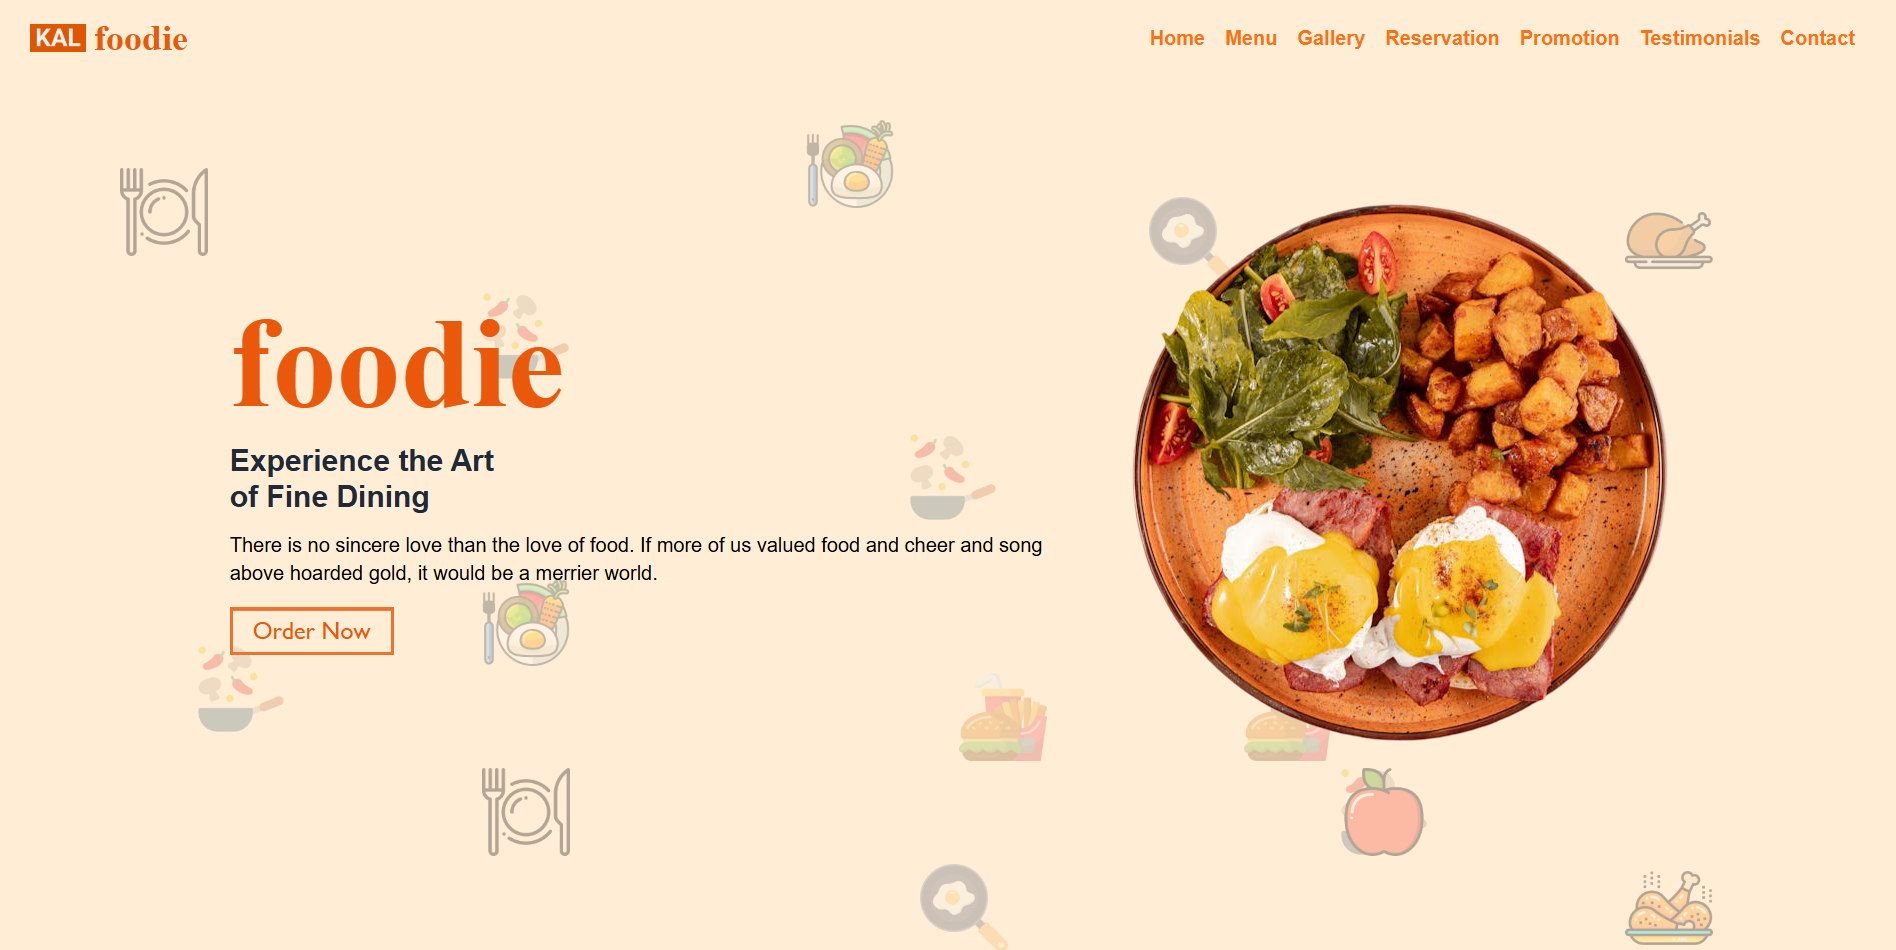 KAL foodie
Home Menu Gallery Reservation Promotion Testimonials Contact
foodie
Experience the Art
of Fine Dining
There is no sincere love than the love of food. If more of us valued food and cheer and song
above hoarded gold, it would be a merrier world.
Order Now